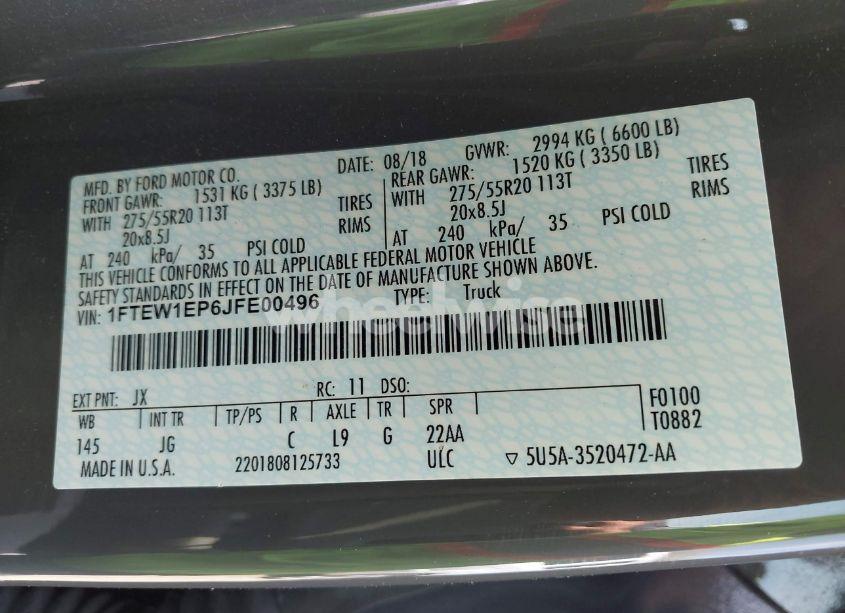 MFD. BY FORD MOTOR CO. DATE: 08/18 GVWR: 2994 KG ( 6600 LB)
FRONT GAWR: 1531 KG ( 3375 LB) REAR GAWR: 1520 KG ( 3350 LB)
WITH 275/55R20 113T TIRES WITH 275/55R20 113T TIRES
20x8.5J RIMS 20x8.5J RIMS
AT 240 kPa/ 35 PSI COLD AT 240 kPa/ 35 PSI COLD
THIS VEHICLE CONFORMS TO ALL APPLICABLE FEDERAL MOTOR VEHICLE
SAFETY STANDARDS IN EFFECT ON THE DATE OF MANUFACTURE SHOWN ABOVE.
VIN: 1FTEW1EP6JFE00496 TYPE: Truck
wheelwise
EXT PNT: JX RC: 11 DSO: F0100
WB INT TR TP/PS R AXLE TR SPR T0882
145 JG C L9 G 22AA
MADE IN U.S.A. 2201808125733 ULC ▽ 5U5A-3520472-AA